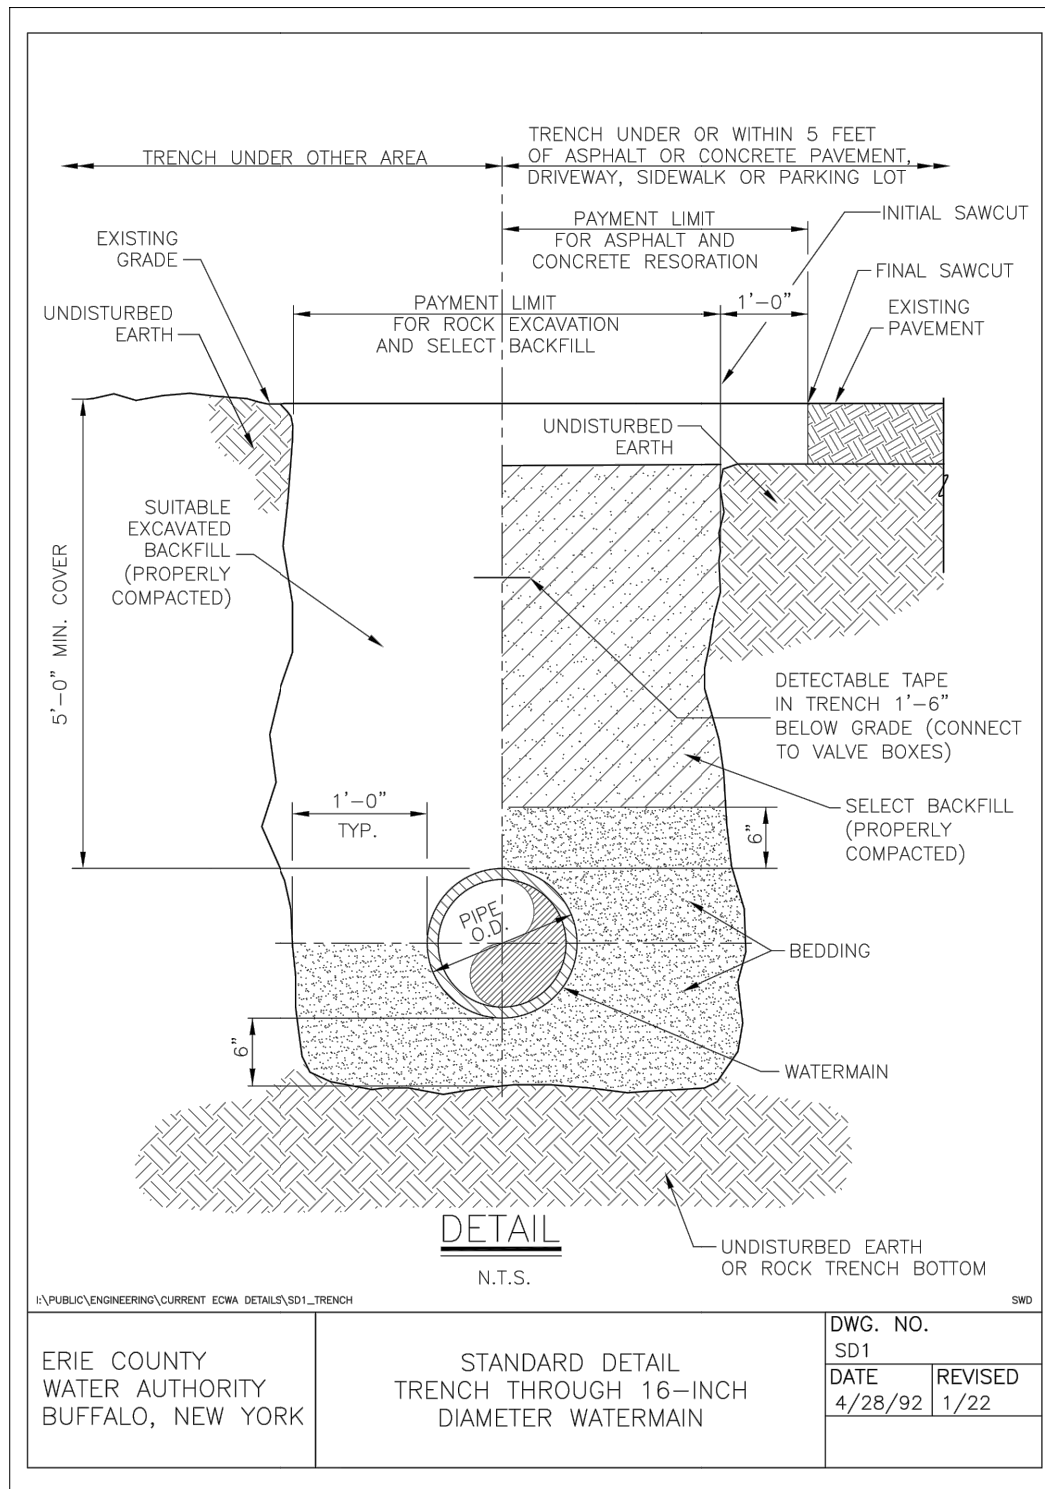 TRENCH UNDER OTHER AREA
TRENCH UNDER OR WITHIN 5 FEET
OF ASPHALT OR CONCRETE PAVEMENT,
DRIVEWAY, SIDEWALK OR PARKING LOT
PAYMENT LIMIT
FOR ASPHALT AND
CONCRETE RESORATION
INITIAL SAWCUT
FINAL SAWCUT
EXISTING
GRADE
UNDISTURBED
EARTH
PAYMENT LIMIT
FOR ROCK EXCAVATION
AND SELECT BACKFILL
1'-0"
EXISTING
PAVEMENT
UNDISTURBED
EARTH
SUITABLE
EXCAVATED
BACKFILL
(PROPERLY
COMPACTED)
5'-0" MIN. COVER
DETECTABLE TAPE
IN TRENCH 1'-6"
BELOW GRADE (CONNECT
TO VALVE BOXES)
1'-0"
TYP.
6"
SELECT BACKFILL
(PROPERLY
COMPACTED)
PIPE
O.D.
BEDDING
6"
WATERMAIN
UNDISTURBED EARTH
OR ROCK TRENCH BOTTOM
DETAIL
N.T.S.
I:\PUBLIC\ENGINEERING\CURRENT ECWA DETAILS\SD1_TRENCH
SWD
ERIE COUNTY
WATER AUTHORITY
BUFFALO, NEW YORK
STANDARD DETAIL
TRENCH THROUGH 16-INCH
DIAMETER WATERMAIN
DWG. NO.
SD1
DATE
4/28/92
REVISED
1/22